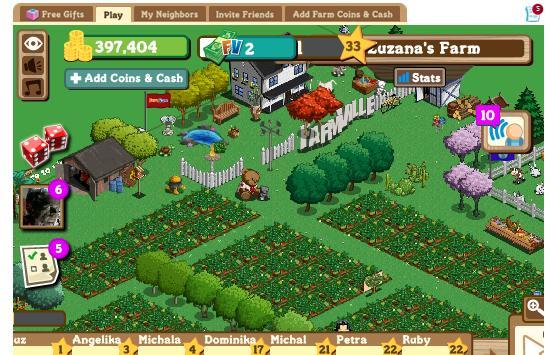 Free Gifts Play My Neighbors Invite Friends Add Farm Coins & Cash 5
397,404 FV 2 1 33 Zuzana's Farm
+ Add Coins & Cash Stats
FARMVILLE
10
6
5
uz Angelika Michala Dominika Michal Petra Ruby
1 3 4 17 21 22 22